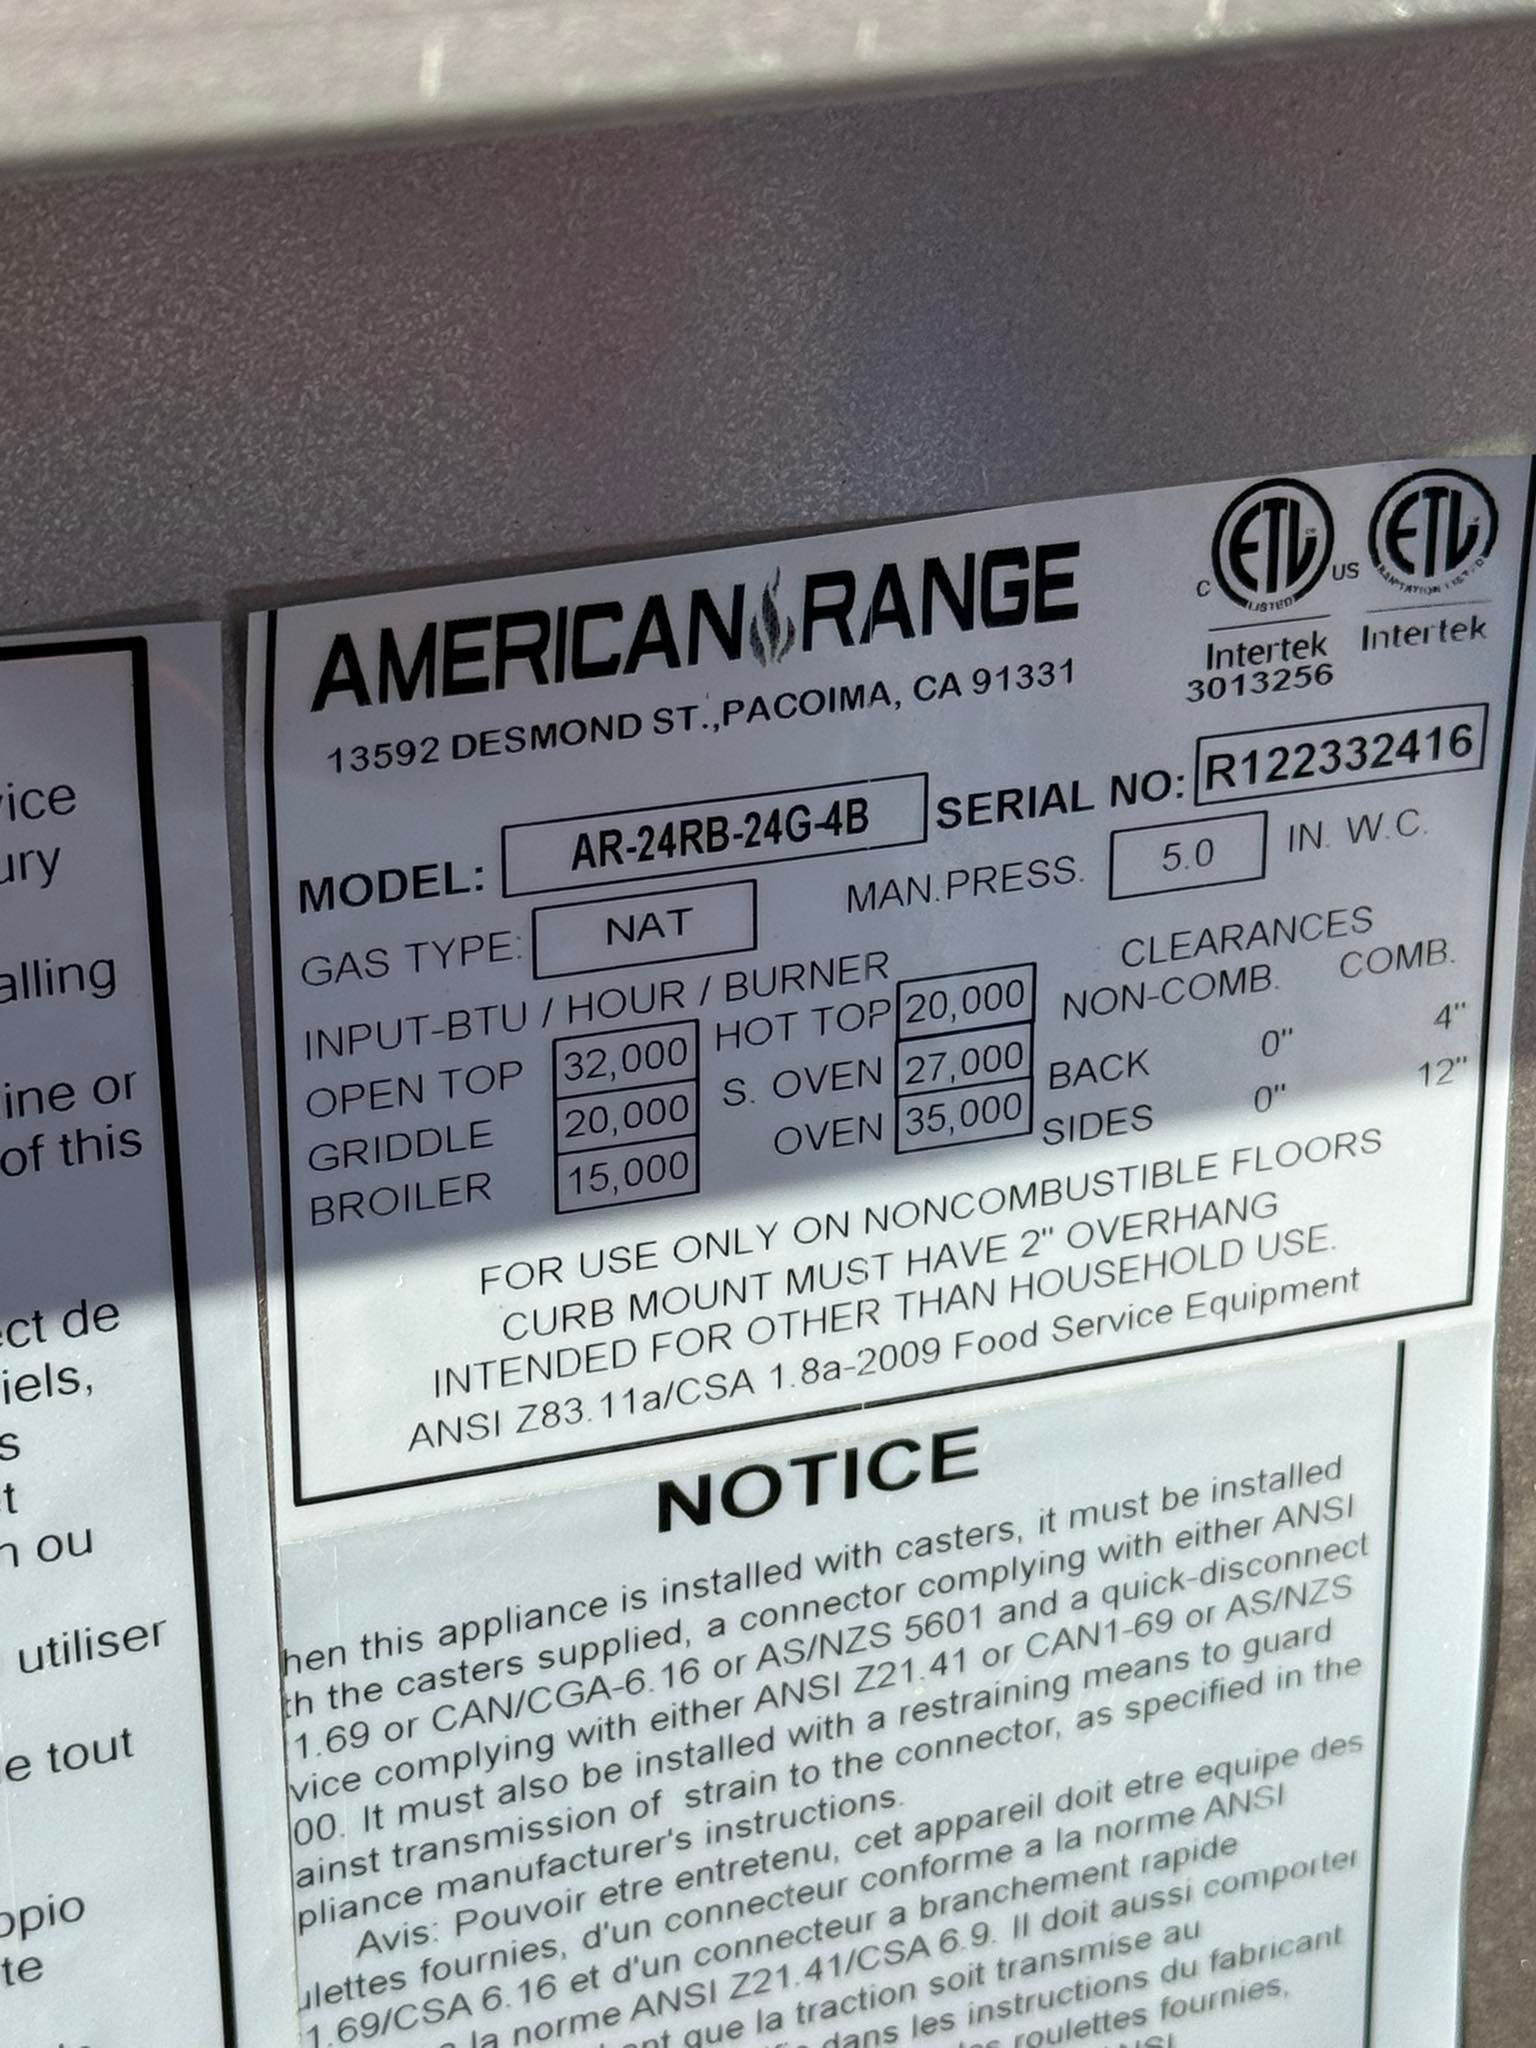 AMERICAN RANGE
13592 DESMOND ST.,PACOIMA, CA 91331
C ETL US LISTED
Intertek
3013256
ETL
Intertek
MODEL: AR-24RB-24G-4B SERIAL NO: R122332416
GAS TYPE: NAT MAN.PRESS. 5.0 IN. W.C.
INPUT-BTU / HOUR / BURNER
CLEARANCES
NON-COMB. COMB.
OPEN TOP 32,000 HOT TOP 20,000
GRIDDLE 20,000 S. OVEN 27,000 BACK 0" 4"
BROILER 15,000 OVEN 35,000 SIDES 0" 12"
FOR USE ONLY ON NONCOMBUSTIBLE FLOORS
CURB MOUNT MUST HAVE 2" OVERHANG
INTENDED FOR OTHER THAN HOUSEHOLD USE.
ANSI Z83.11a/CSA 1.8a-2009 Food Service Equipment
NOTICE
hen this appliance is installed with casters, it must be installed
th the casters supplied, a connector complying with either ANSI
1.69 or CAN/CGA-6.16 or AS/NZS 5601 and a quick-disconnect
vice complying with either ANSI Z21.41 or CAN1-69 or AS/NZS
00. It must also be installed with a restraining means to guard
ainst transmission of strain to the connector, as specified in the
pliance manufacturer's instructions.
Avis: Pouvoir etre entretenu, cet appareil doit etre equipe des
ulettes fournies, d'un connecteur conforme a la norme ANSI
1.69/CSA 6.16 et d'un connecteur a branchement rapide
la norme ANSI Z21.41/CSA 6.9. Il doit aussi comporter
que la traction soit transmise au
dans les instructions du fabricant
roulettes fournies,
ANSI
vice
ury
alling
ine or
of this
ect de
iels,
s
t
n ou
utiliser
e tout
opio
te